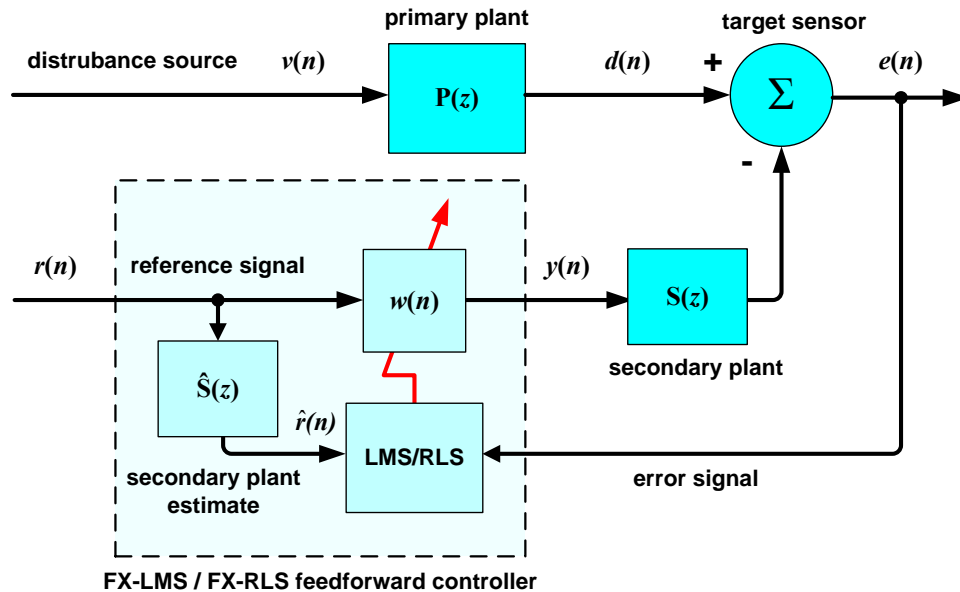 primary plant
target sensor
distrubance source
v(n)
P(z)
d(n)
+
Σ
e(n)
-
r(n)
reference signal
w(n)
y(n)
S(z)
secondary plant
Ŝ(z)
r̂(n)
LMS/RLS
error signal
secondary plant
estimate
FX-LMS / FX-RLS feedforward controller